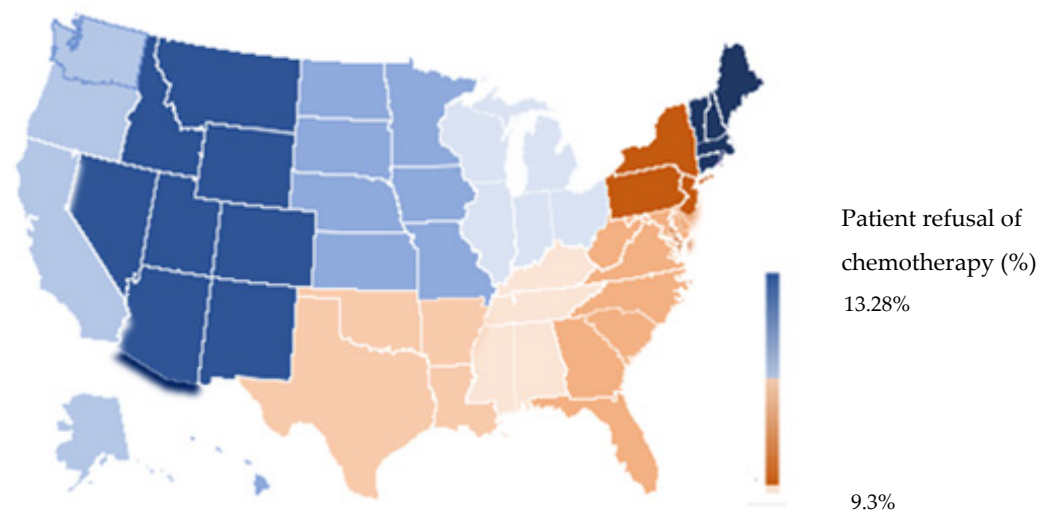 Patient refusal of
chemotherapy (%)
13.28%
9.3%